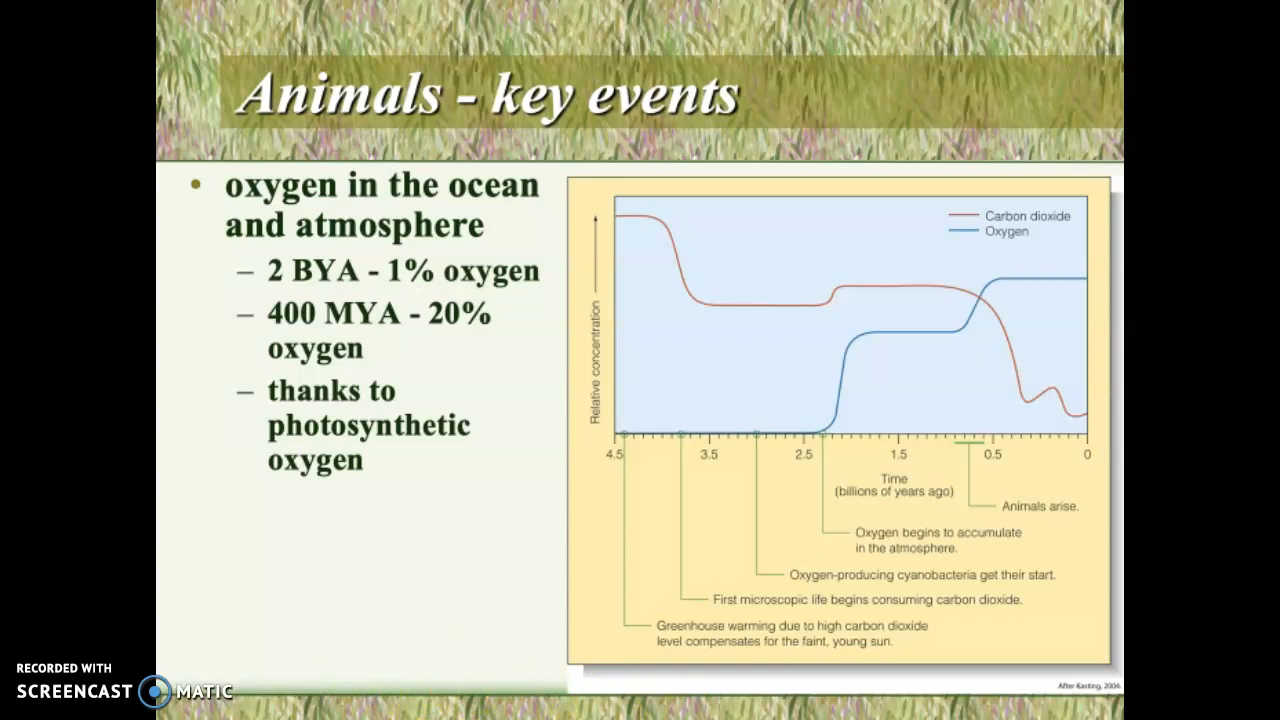 Animals - key events
• oxygen in the ocean
and atmosphere
– 2 BYA - 1% oxygen
– 400 MYA - 20%
oxygen
– thanks to
photosynthetic
oxygen
Carbon dioxide
Oxygen
Relative concentration
4.5 3.5 2.5 1.5 0.5 0
Time
(billions of years ago)
Animals arise.
Oxygen begins to accumulate
in the atmosphere.
Oxygen-producing cyanobacteria get their start.
First microscopic life begins consuming carbon dioxide.
Greenhouse warming due to high carbon dioxide
level compensates for the faint, young sun.
After Kasting, 2004.
RECORDED WITH
SCREENCAST MATIC